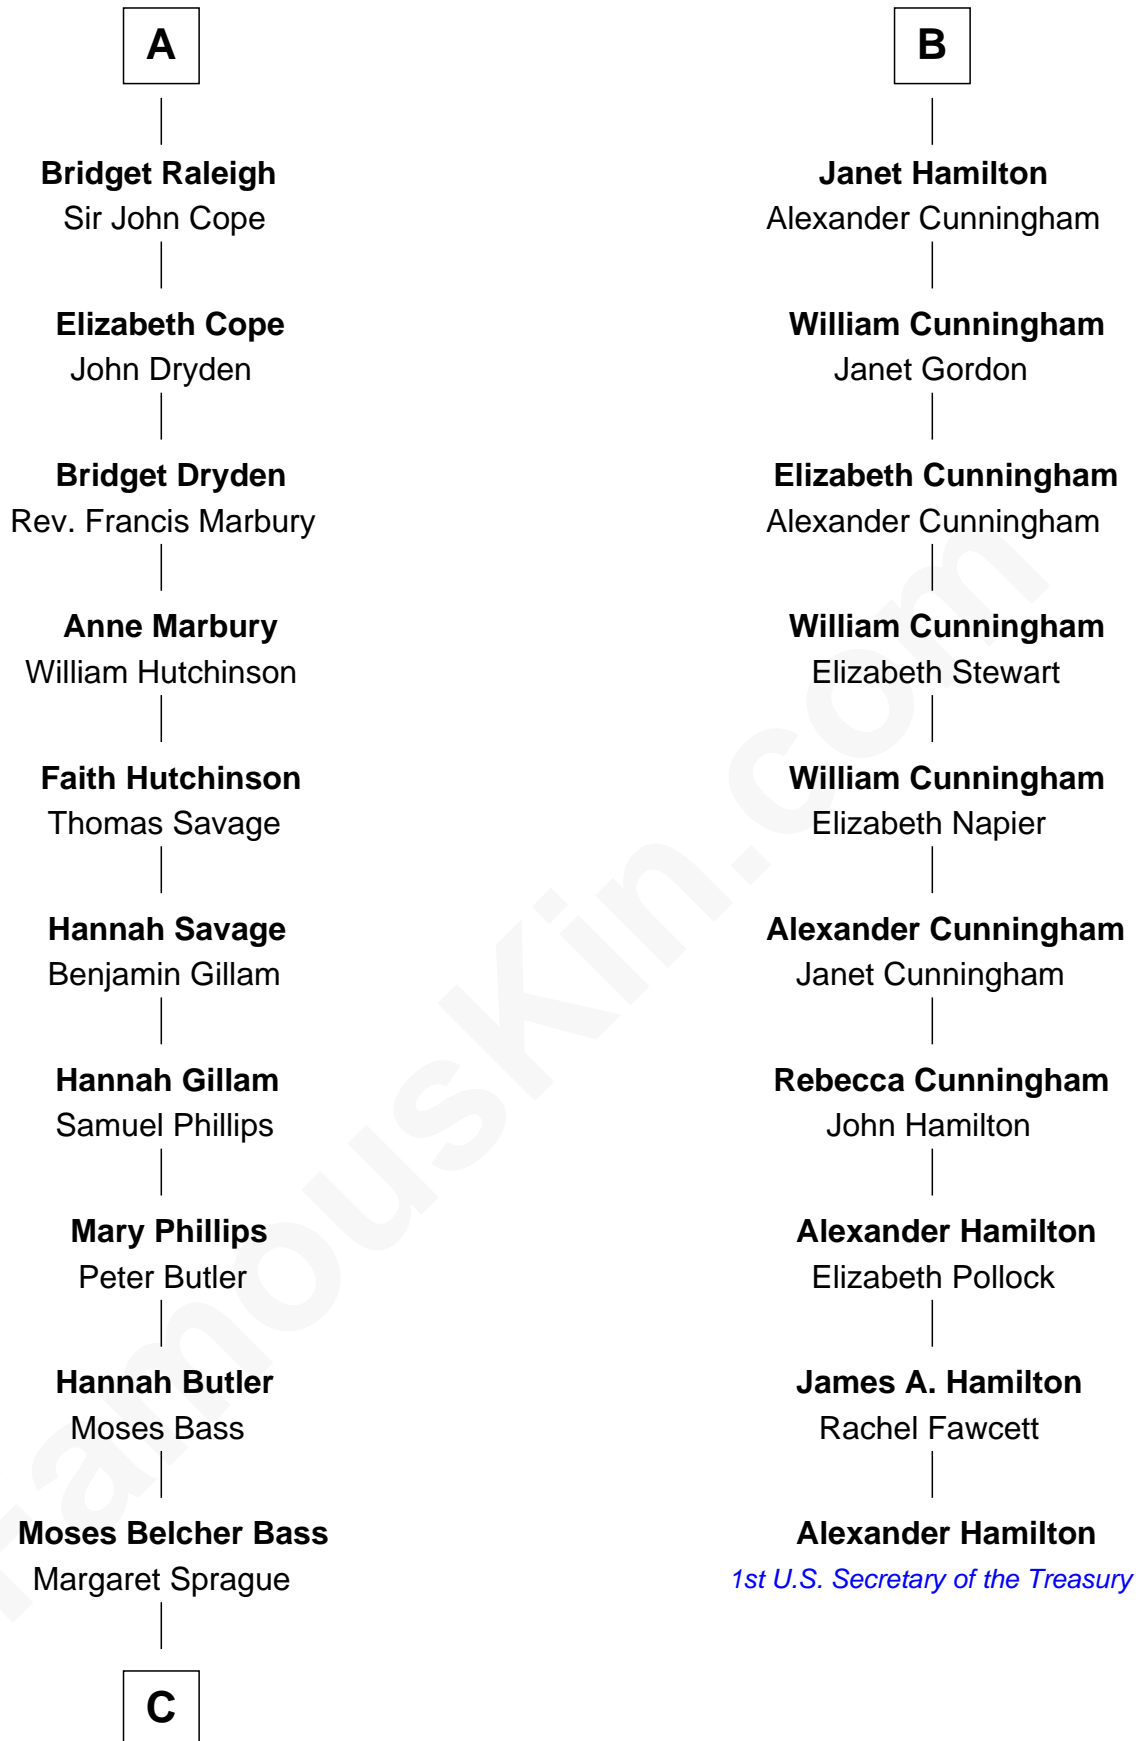 A
Bridget Raleigh
Sir John Cope
Elizabeth Cope
John Dryden
Bridget Dryden
Rev. Francis Marbury
Anne Marbury
William Hutchinson
Faith Hutchinson
Thomas Savage
Hannah Savage
Benjamin Gillam
Hannah Gillam
Samuel Phillips
Mary Phillips
Peter Butler
Hannah Butler
Moses Bass
Moses Belcher Bass
Margaret Sprague
C
B
Janet Hamilton
Alexander Cunningham
William Cunningham
Janet Gordon
Elizabeth Cunningham
Alexander Cunningham
William Cunningham
Elizabeth Stewart
William Cunningham
Elizabeth Napier
Alexander Cunningham
Janet Cunningham
Rebecca Cunningham
John Hamilton
Alexander Hamilton
Elizabeth Pollock
James A. Hamilton
Rachel Fawcett
Alexander Hamilton
1st U.S. Secretary of the Treasury
FamousKin.com